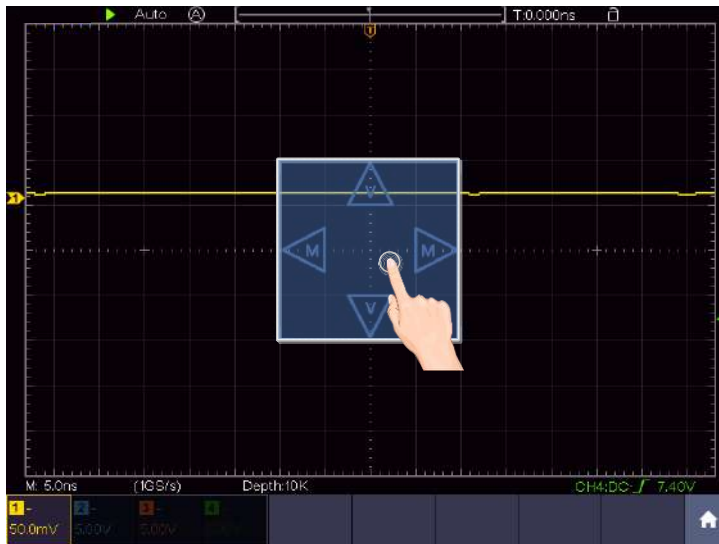 Auto A T:0.000ns
T
V
1
M M
V
M: 5.0ns (1GS/s) Depth:10K CH4:DC- 7.40V
1 - 2 - 3 - 4 -
50.0mV 5.00V 5.00V